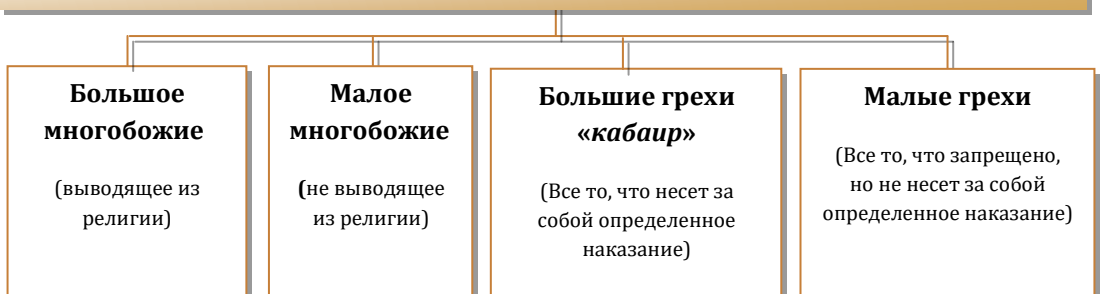 Большое
многобожие
(выводящее из
религии)
Малое
многобожие
(не выводящее
из религии)
Большие грехи
«кабаир»
(Все то, что несет за
собой определенное
наказание)
Малые грехи
(Все то, что запрещено,
но не несет за собой
определенное наказание)